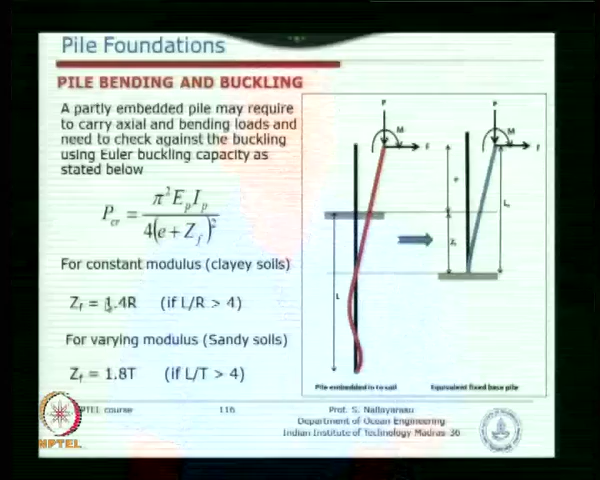 Pile Foundations
PILE BENDING AND BUCKLING
A partly embedded pile may require
to carry axial and bending loads and
need to check against the buckling
using Euler buckling capacity as
stated below
P_cr = π²E_pI_p / 4(e + Z_f)²
For constant modulus (clayey soils)
Z_f = 1.4R (if L/R > 4)
For varying modulus (Sandy soils)
Z_f = 1.8T (if L/T > 4)
P
M
F
L
Pile embedded in to soil
P
M
F
e
Z_f
Equivalent fixed base pile
NPTEL course
116
Prof. S. Nallayarasu
Department of Ocean Engineering
Indian Institute of Technology Madras-36
NPTEL